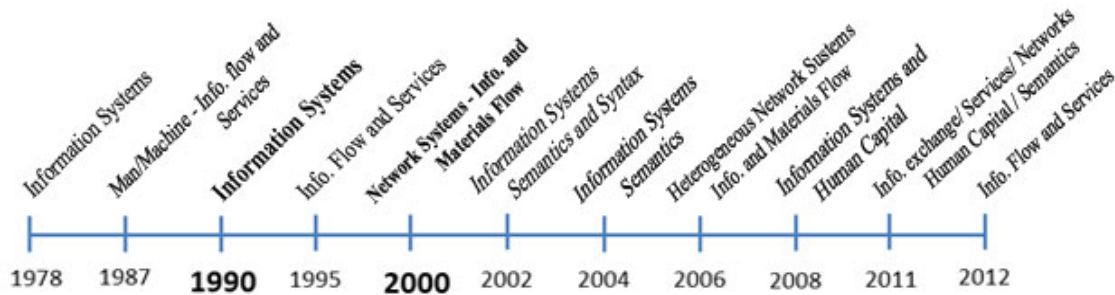 Information Systems
Man/Machine - Info. flow and
Services
Information Systems
Info. Flow and Services
Network Systems - Info. and
Materials Flow
Information Systems
Semantics and Syntax
Information Systems
Semantics
Heterogeneous Network Sustems
Info. and Materials Flow
Information Systems and
Human Capital
Info. exchange/ Services/ Networks
Human Capital / Semantics
Info. Flow and Services
1978
1987
1990
1995
2000
2002
2004
2006
2008
2011
2012